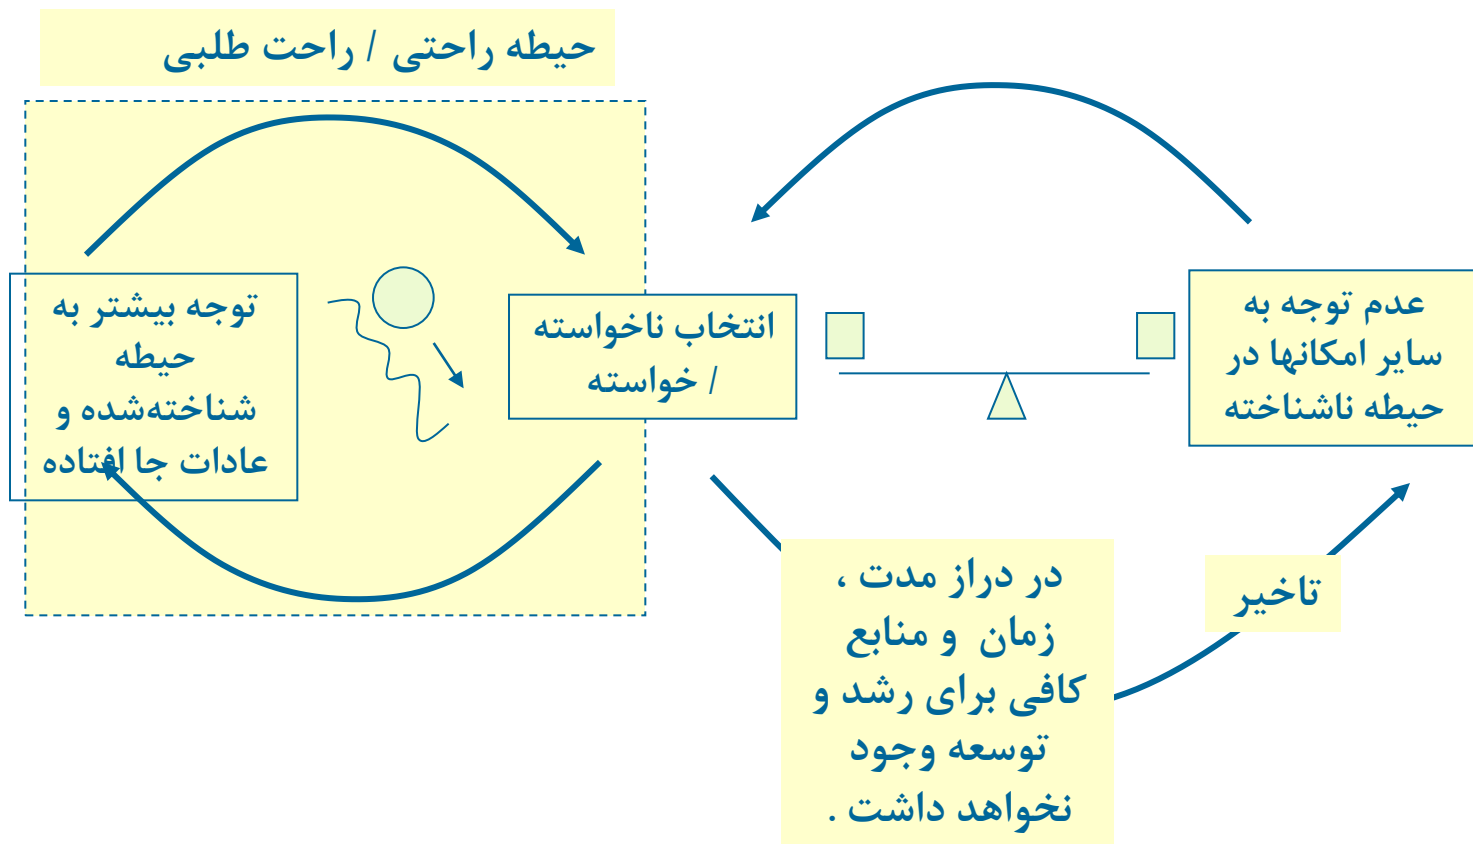 حیطه راحتی / راحت طلبی
عدم توجه به
سایر امکانها در
حیطه ناشناخته
انتخاب ناخواسته
/ خواسته
توجه بیشتر به
حیطه
شناخته‌شده و
عادات جا افتاده
در دراز مدت ،
زمان و منابع
کافی برای رشد و
توسعه وجود
نخواهد داشت .
تاخیر